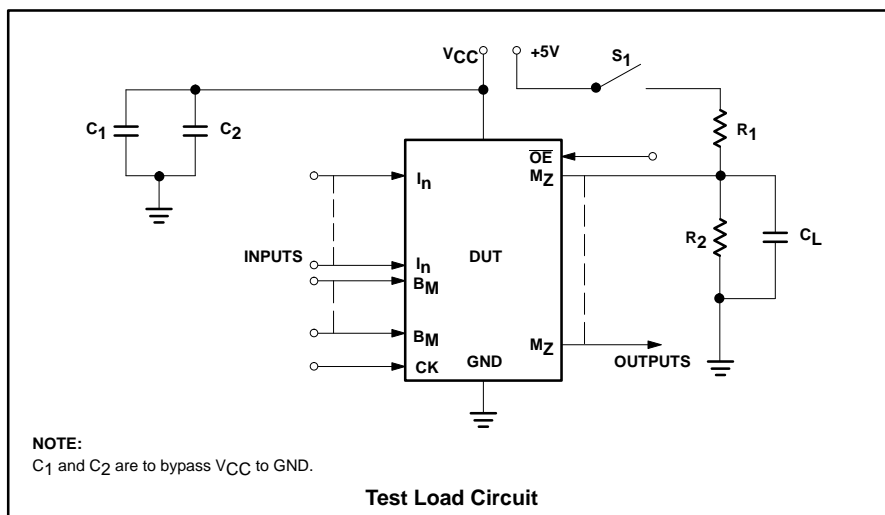 VCC
+5V
S1
C1
C2
R1
OE
In
MZ
R2
CL
INPUTS
DUT
In
BM
BM
MZ
CK
GND
OUTPUTS
NOTE:
C1 and C2 are to bypass VCC to GND.
Test Load Circuit